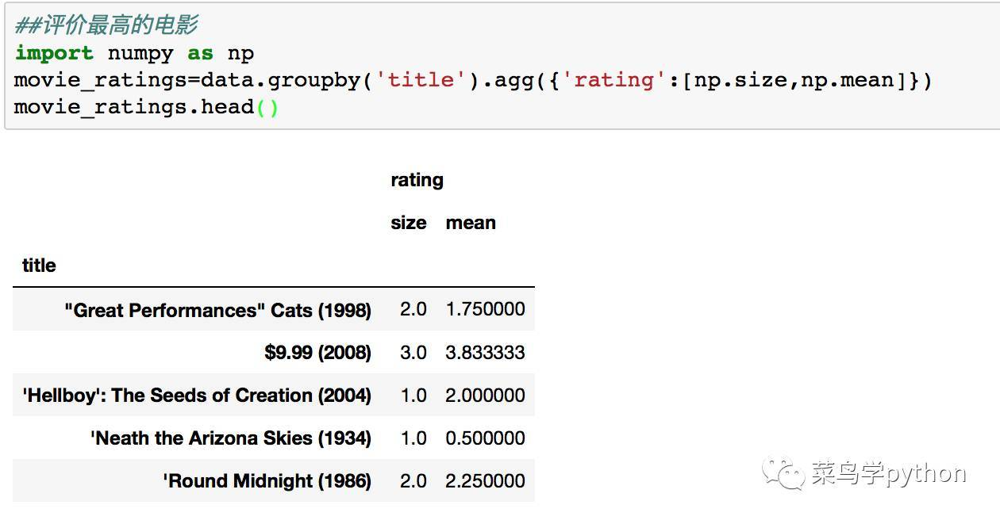 ##评价最高的电影
import numpy as np
movie_ratings=data.groupby('title').agg({'rating':[np.size,np.mean]})
movie_ratings.head()
rating
size mean
title
"Great Performances" Cats (1998) 2.0 1.750000
$9.99 (2008) 3.0 3.833333
'Hellboy': The Seeds of Creation (2004) 1.0 2.000000
'Neath the Arizona Skies (1934) 1.0 0.500000
'Round Midnight (1986) 2.0 2.250000
菜鸟学python